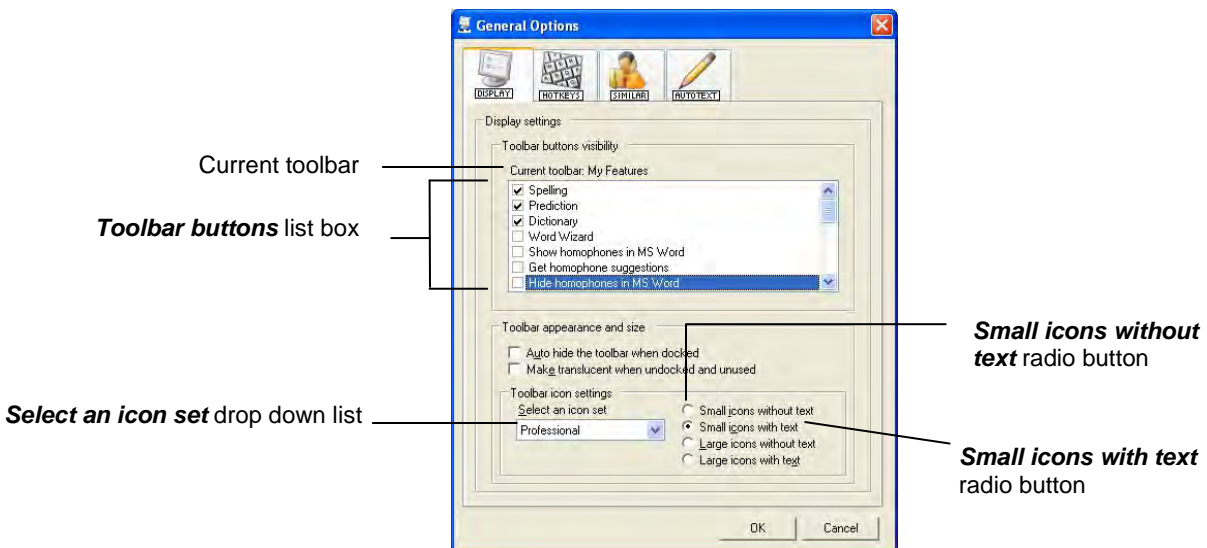 General Options
DISPLAY
HOTKEYS
SIMILAR
AUTOTEXT
Display settings
Toolbar buttons visibility
Current toolbar
Current toolbar: My Features
Spelling
Prediction
Toolbar buttons list box
Dictionary
Word Wizard
Show homophones in MS Word
Get homophone suggestions
Hide homophones in MS Word
Toolbar appearance and size
Small icons without
text radio button
Auto hide the toolbar when docked
Make translucent when undocked and unused
Toolbar icon settings
Select an icon set drop down list
Select an icon set
Professional
Small icons without text
Small icons with text
Large icons without text
Large icons with text
Small icons with text
radio button
OK
Cancel